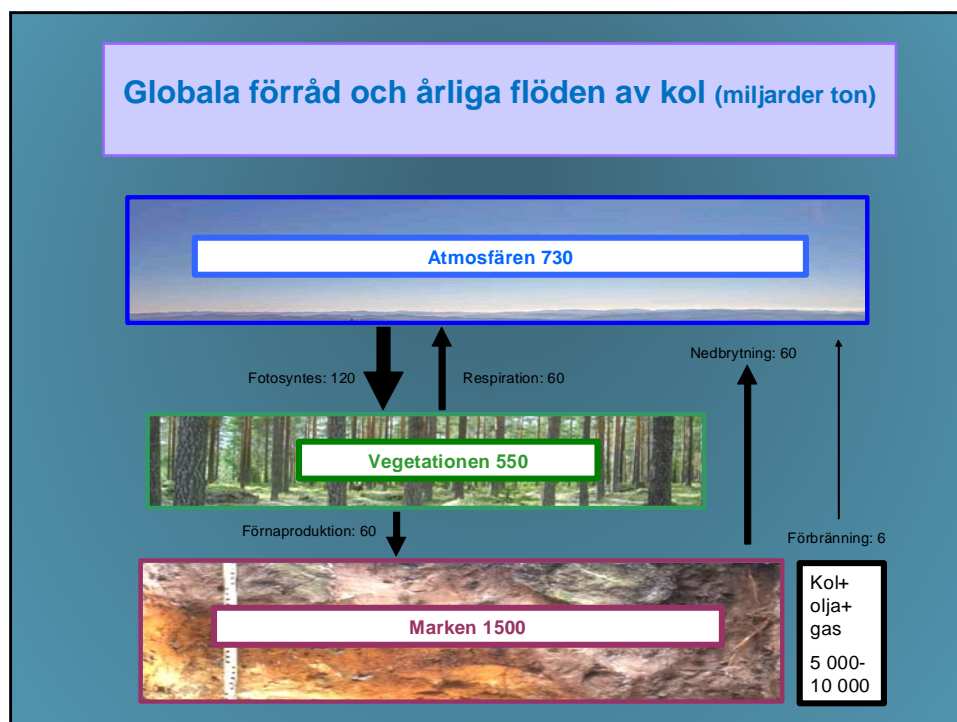 Globala förråd och årliga flöden av kol (miljarder ton)
Atmosfären 730
Nedbrytning: 60
Fotosyntes: 120
Respiration: 60
Vegetationen 550
Förnaproduktion: 60
Förbränning: 6
Marken 1500
Kol+
olja+
gas
5 000-
10 000